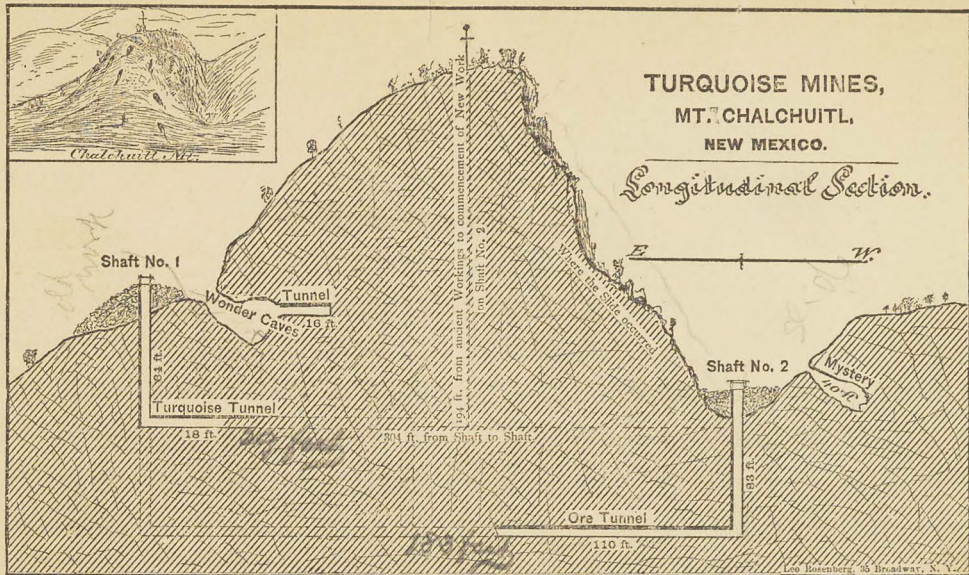 Chalchuitl Mt.
TURQUOISE MINES,
MT. CHALCHUITL,
NEW MEXICO.
Longitudinal Section.
E W.
Shaft No. 1
Wonder Caves
Tunnel
16 ft.
194 ft. from ancient Workings to commencement of New Work
on Shaft No. 2
Where the Slide occurred
Shaft No. 2
Mystery
40 ft
Turquoise Tunnel
18 ft.
304 ft. from Shaft to Shaft.
83 ft.
Ore Tunnel
110 ft.
Leo Rosenberg, 35 Broadway, N. Y.